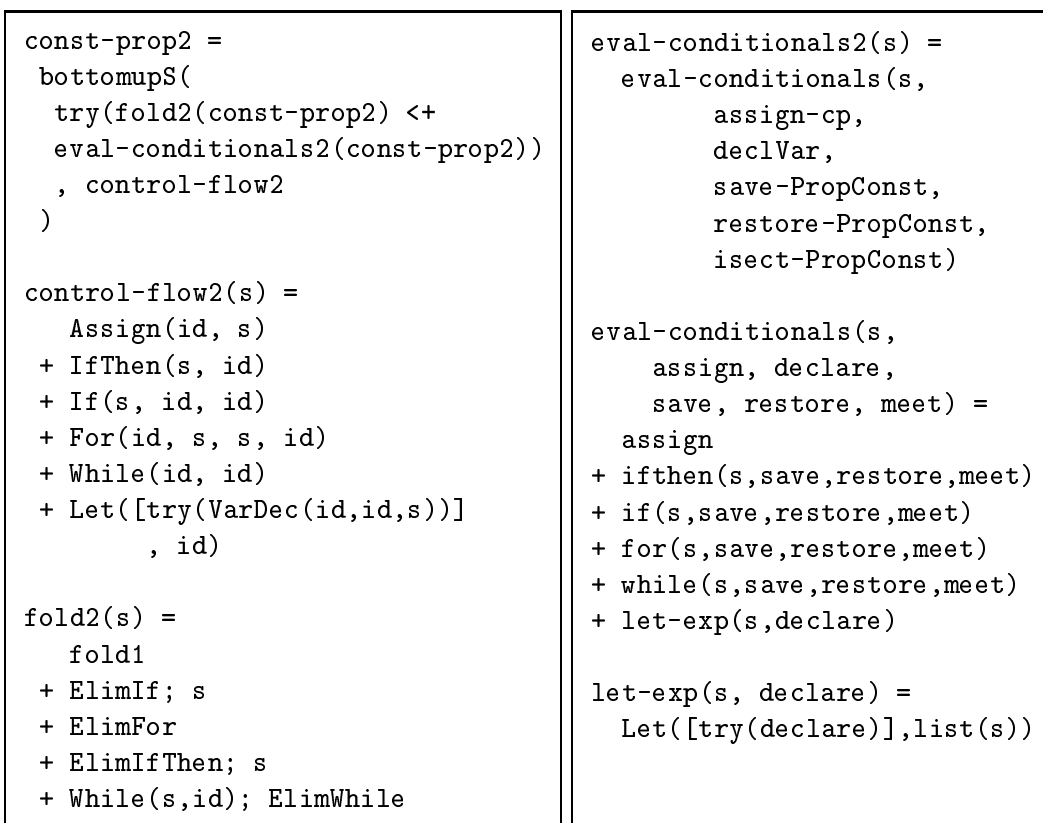 const-prop2 =
 bottomupS(
  try(fold2(const-prop2) <+
  eval-conditionals2(const-prop2))
  , control-flow2
 )

control-flow2(s) =
   Assign(id, s)
 + IfThen(s, id)
 + If(s, id, id)
 + For(id, s, s, id)
 + While(id, id)
 + Let([try(VarDec(id,id,s))]
        , id)

fold2(s) =
   fold1
 + ElimIf; s
 + ElimFor
 + ElimIfThen; s
 + While(s,id); ElimWhile

eval-conditionals2(s) =
  eval-conditionals(s,
        assign-cp,
        declVar,
        save-PropConst,
        restore-PropConst,
        isect-PropConst)

eval-conditionals(s,
    assign, declare,
    save, restore, meet) =
  assign
+ ifthen(s,save,restore,meet)
+ if(s,save,restore,meet)
+ for(s,save,restore,meet)
+ while(s,save,restore,meet)
+ let-exp(s,declare)

let-exp(s, declare) =
  Let([try(declare)],list(s))